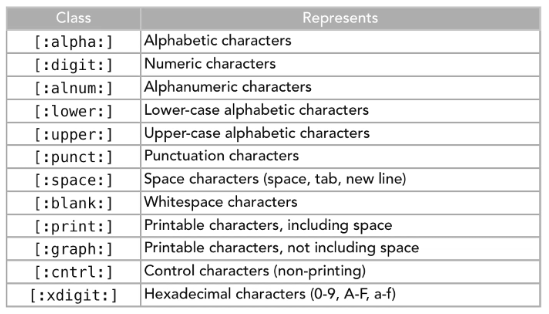 Class Represents
[:alpha:] Alphabetic characters
[:digit:] Numeric characters
[:alnum:] Alphanumeric characters
[:lower:] Lower-case alphabetic characters
[:upper:] Upper-case alphabetic characters
[:punct:] Punctuation characters
[:space:] Space characters (space, tab, new line)
[:blank:] Whitespace characters
[:print:] Printable characters, including space
[:graph:] Printable characters, not including space
[:cntrl:] Control characters (non-printing)
[:xdigit:] Hexadecimal characters (0-9, A-F, a-f)